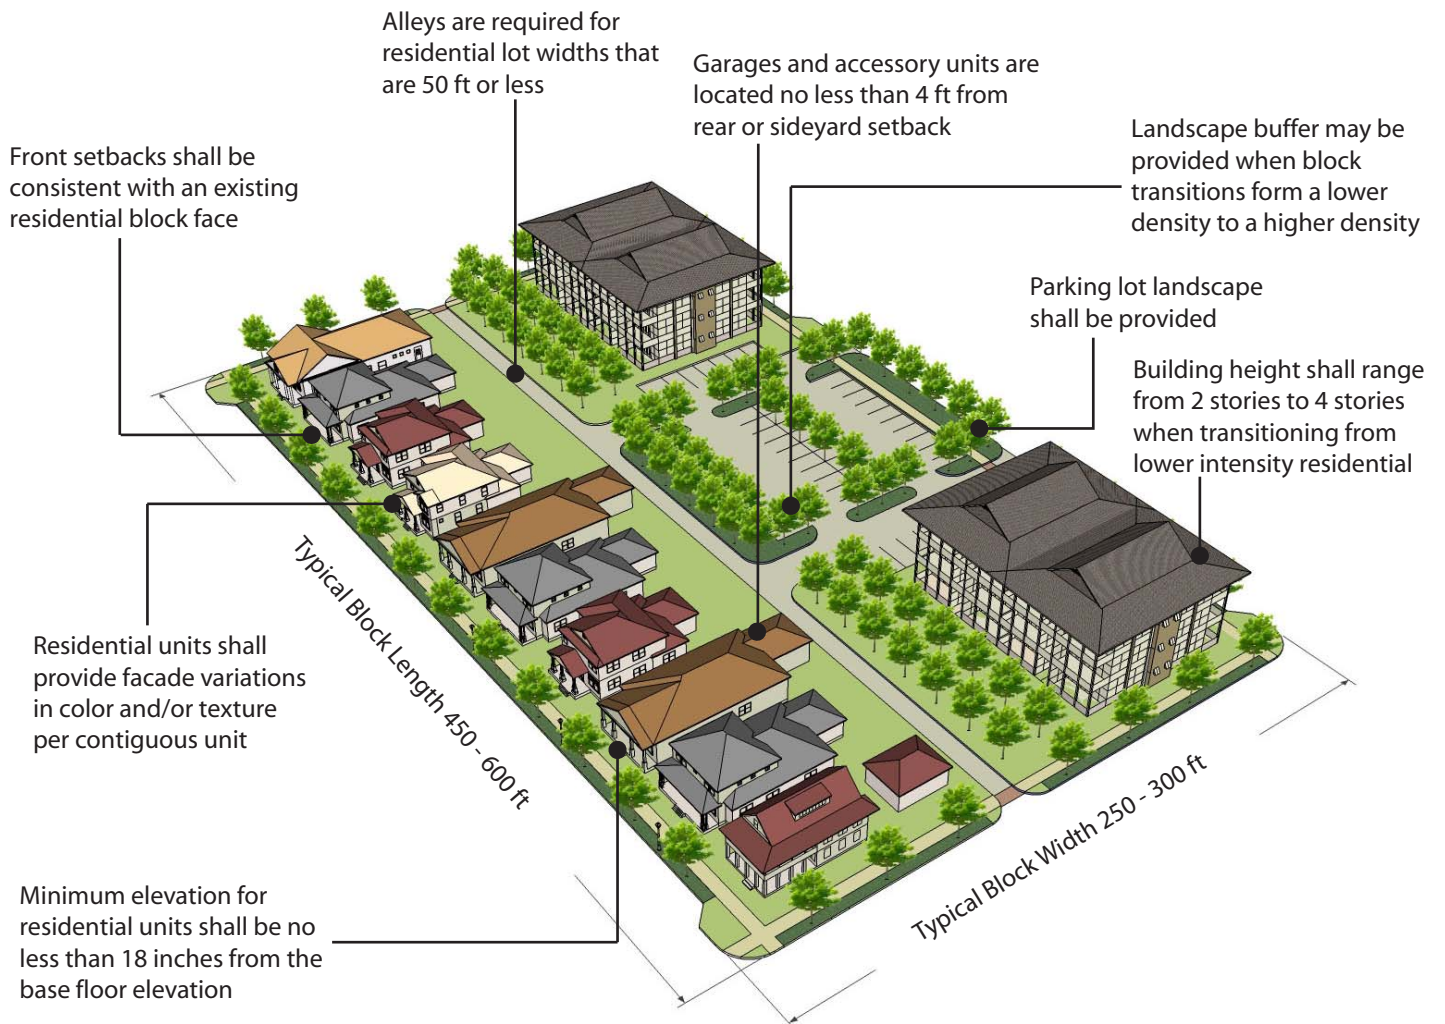 Alleys are required for
residential lot widths that
are 50 ft or less
Garages and accessory units are
located no less than 4 ft from
rear or sideyard setback
Landscape buffer may be
provided when block
transitions form a lower
density to a higher density
Front setbacks shall be
consistent with an existing
residential block face
Parking lot landscape
shall be provided
Building height shall range
from 2 stories to 4 stories
when transitioning from
lower intensity residential
Residential units shall
provide facade variations
in color and/or texture
per contiguous unit
Typical Block Length 450 - 600 ft
Typical Block Width 250 - 300 ft
Minimum elevation for
residential units shall be no
less than 18 inches from the
base floor elevation